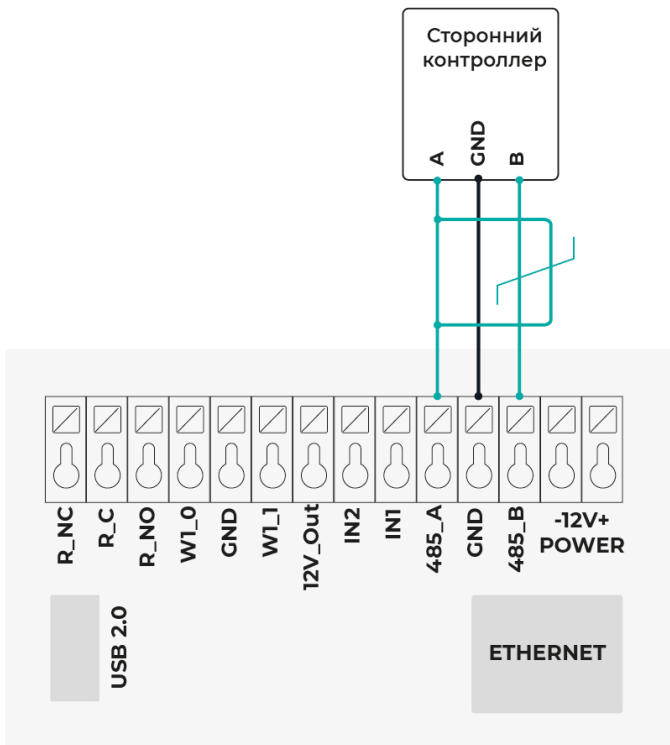 Сторонний
контроллер
A
GND
B
R_NC
R_C
R_NO
W1_0
GND
W1_1
12V_Out
IN2
IN1
485_A
GND
485_B
-12V+
POWER
USB 2.0
ETHERNET